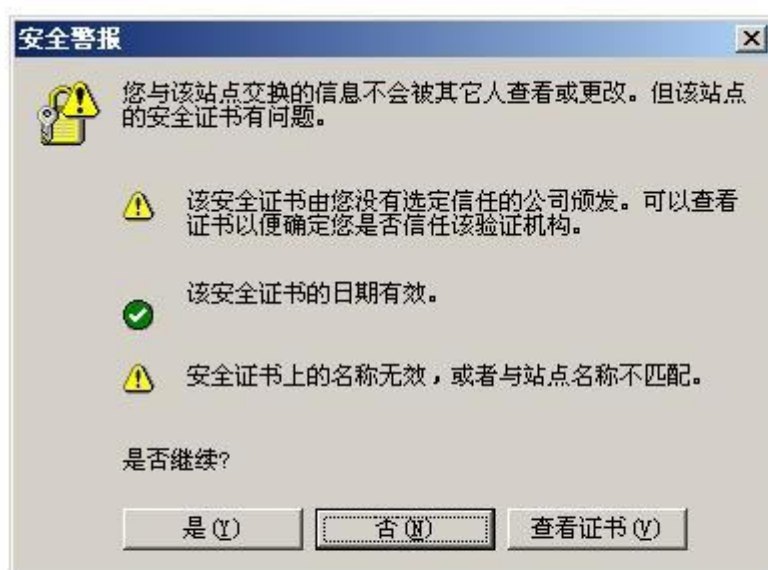 安全警报
您与该站点交换的信息不会被其它人查看或更改。但该站点
的安全证书有问题。
该安全证书由您没有选定信任的公司颁发。可以查看
证书以便确定您是否信任该验证机构。
该安全证书的日期有效。
安全证书上的名称无效，或者与站点名称不匹配。
是否继续?
是(Y)
否(N)
查看证书(V)